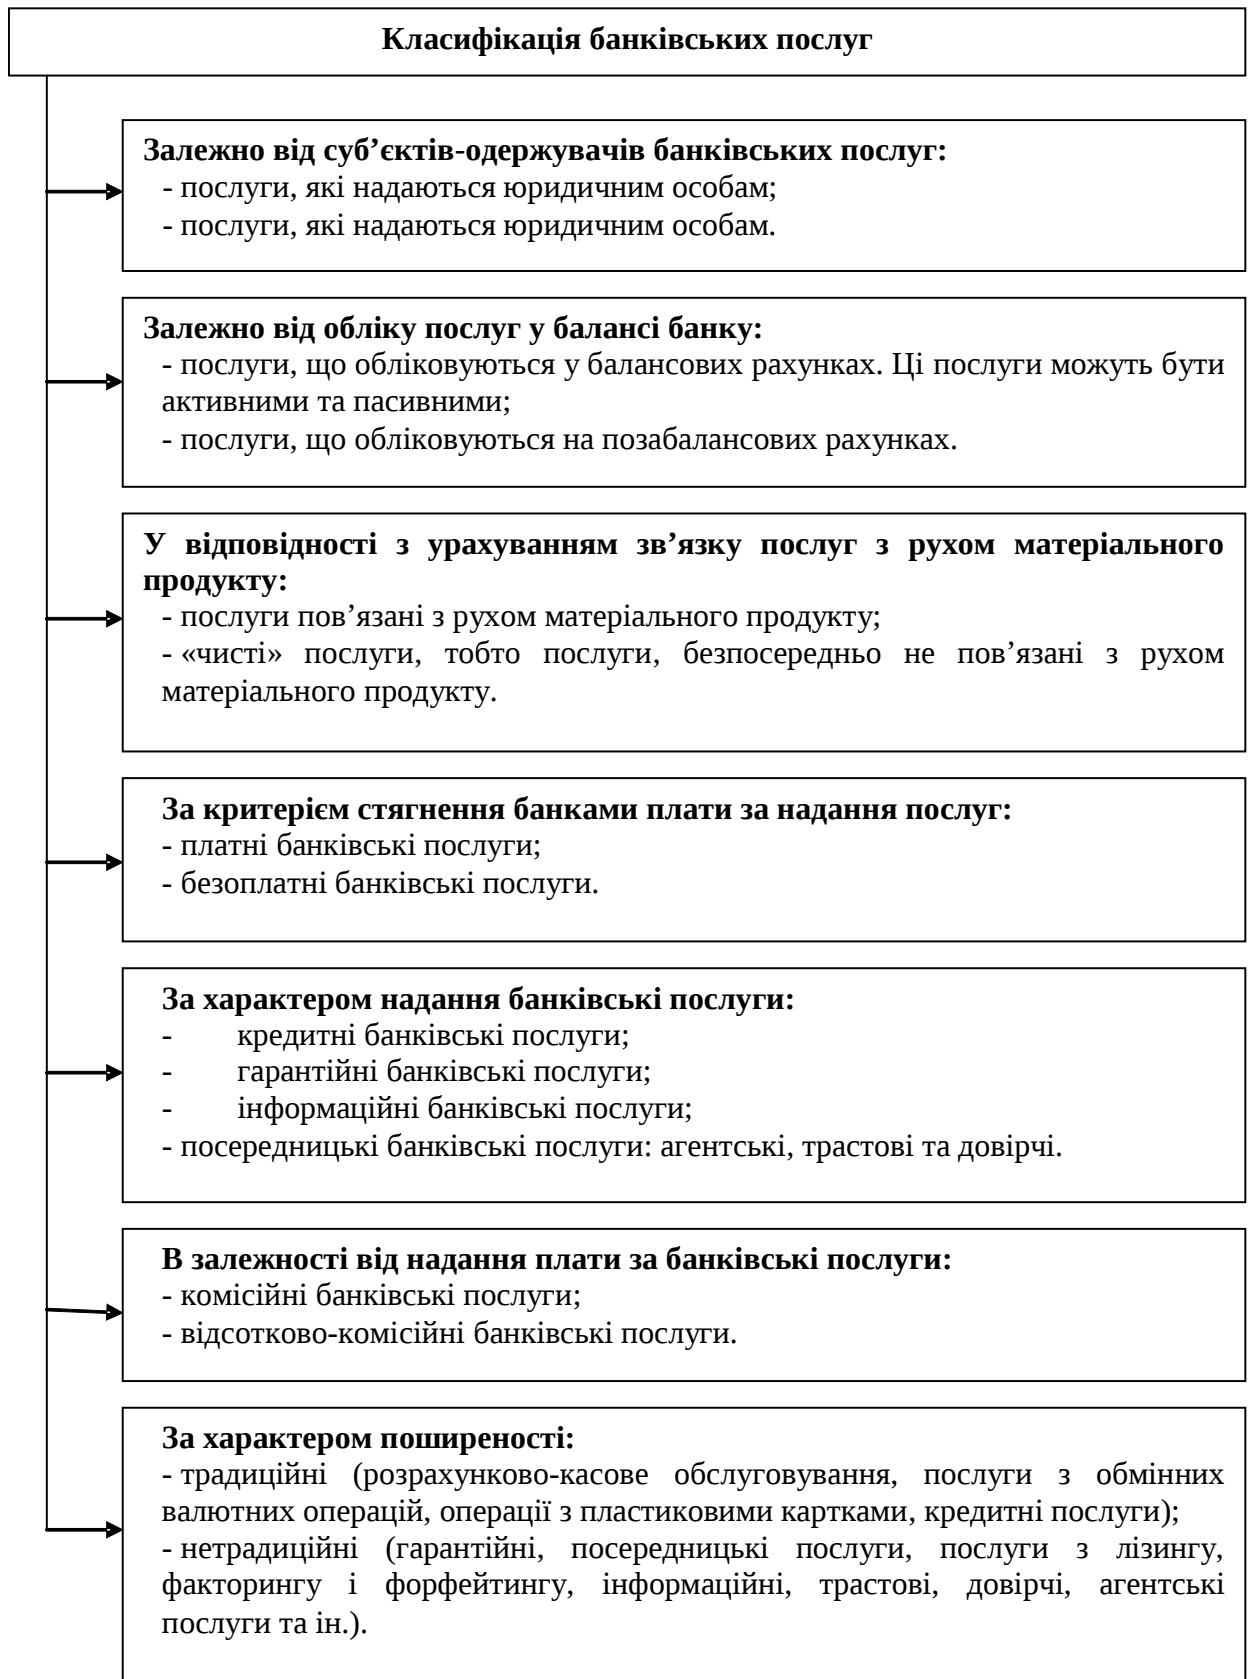 Класифікація банківських послуг
Залежно від суб’єктів-одержувачів банківських послуг:
- послуги, які надаються юридичним особам;
- послуги, які надаються юридичним особам.
Залежно від обліку послуг у балансі банку:
- послуги, що обліковуються у балансових рахунках. Ці послуги можуть бути
активними та пасивними;
- послуги, що обліковуються на позабалансових рахунках.
У відповідності з урахуванням зв’язку послуг з рухом матеріального
продукту:
- послуги пов’язані з рухом матеріального продукту;
- «чисті» послуги, тобто послуги, безпосередньо не пов’язані з рухом
матеріального продукту.
За критерієм стягнення банками плати за надання послуг:
- платні банківські послуги;
- безоплатні банківські послуги.
За характером надання банківські послуги:
- кредитні банківські послуги;
- гарантійні банківські послуги;
- інформаційні банківські послуги;
- посередницькі банківські послуги: агентські, трастові та довірчі.
В залежності від надання плати за банківські послуги:
- комісійні банківські послуги;
- відсотково-комісійні банківські послуги.
За характером поширеності:
- традиційні (розрахунково-касове обслуговування, послуги з обмінних
валютних операцій, операції з пластиковими картками, кредитні послуги);
- нетрадиційні (гарантійні, посередницькі послуги, послуги з лізингу,
факторингу і форфейтингу, інформаційні, трастові, довірчі, агентські
послуги та ін.).